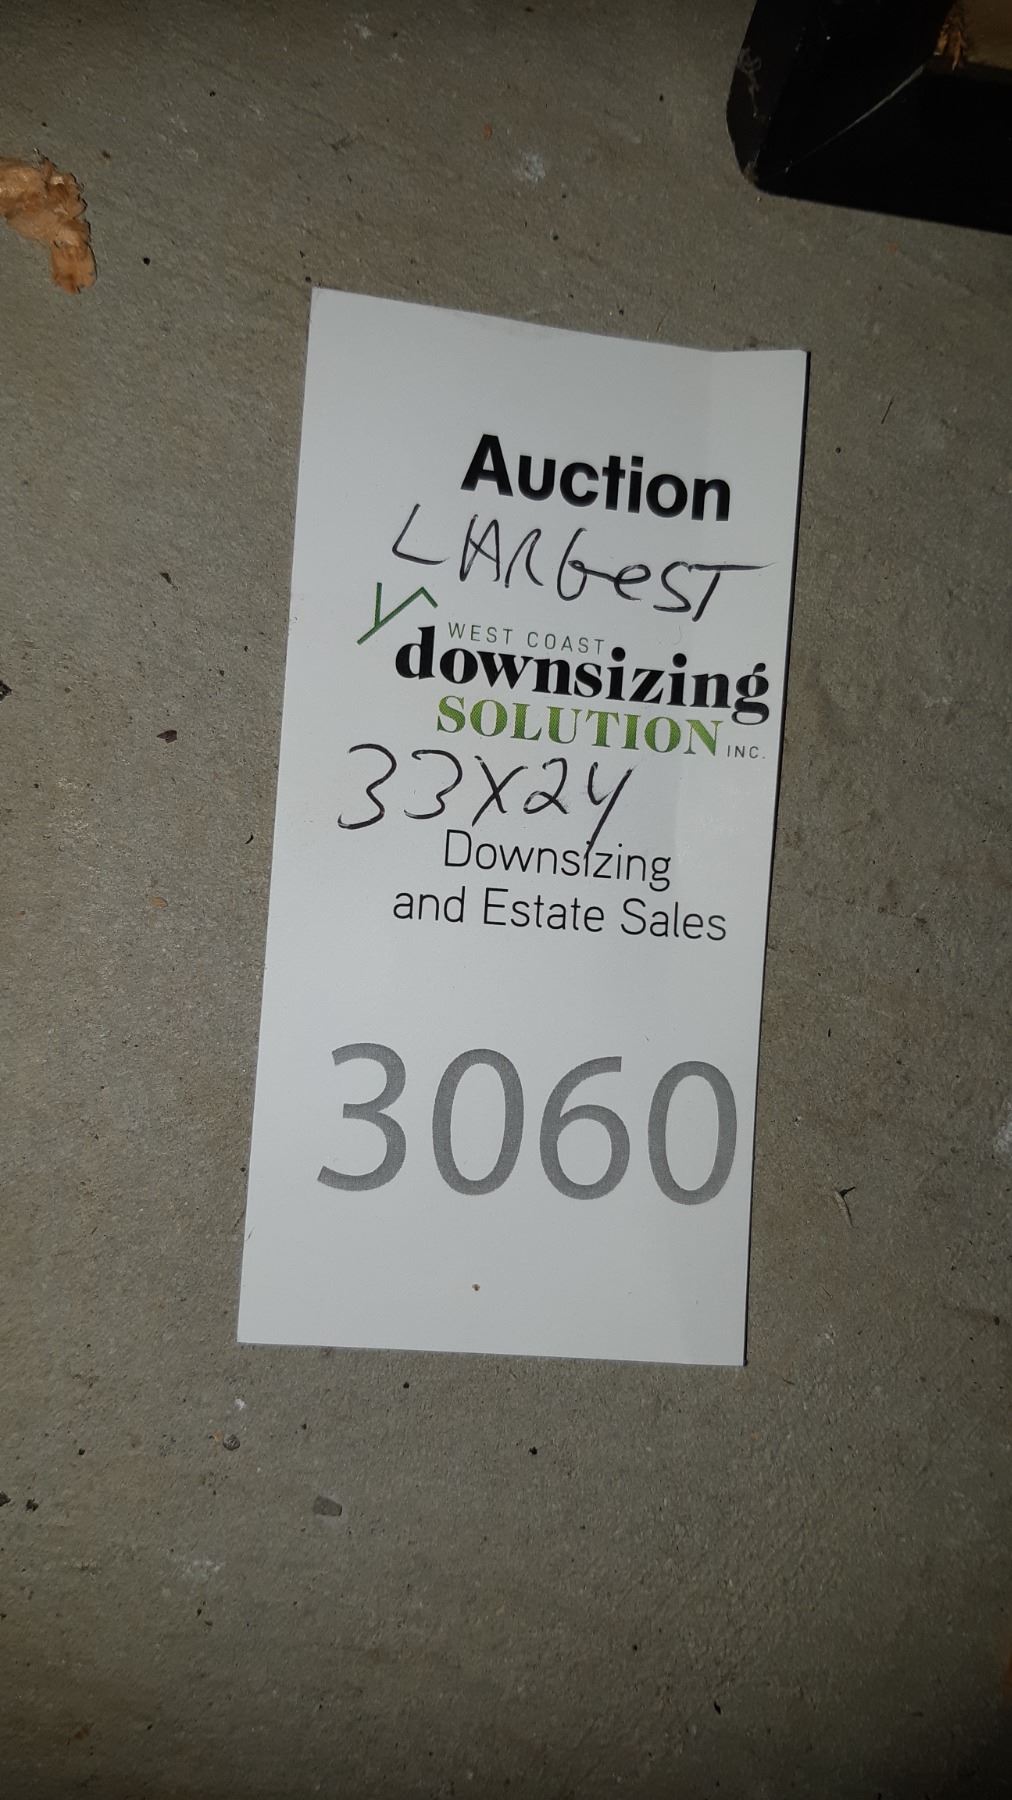 Auction
LARGEST
WEST COAST
downsizing
SOLUTION INC.
33X24
Downsizing
and Estate Sales
3060